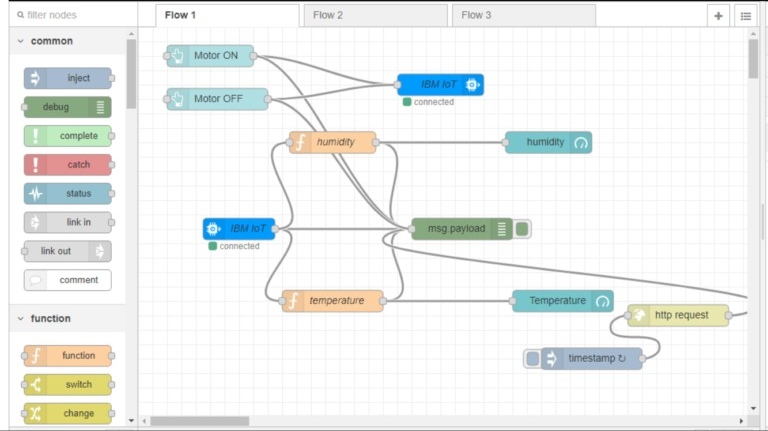 filter nodes
Flow 1
Flow 2
Flow 3
common
inject
debug
complete
catch
status
link in
link out
comment
function
function
switch
change
Motor ON
Motor OFF
IBM IoT
connected
humidity
humidity
IBM IoT
connected
msg.payload
temperature
Temperature
http request
timestamp ↻